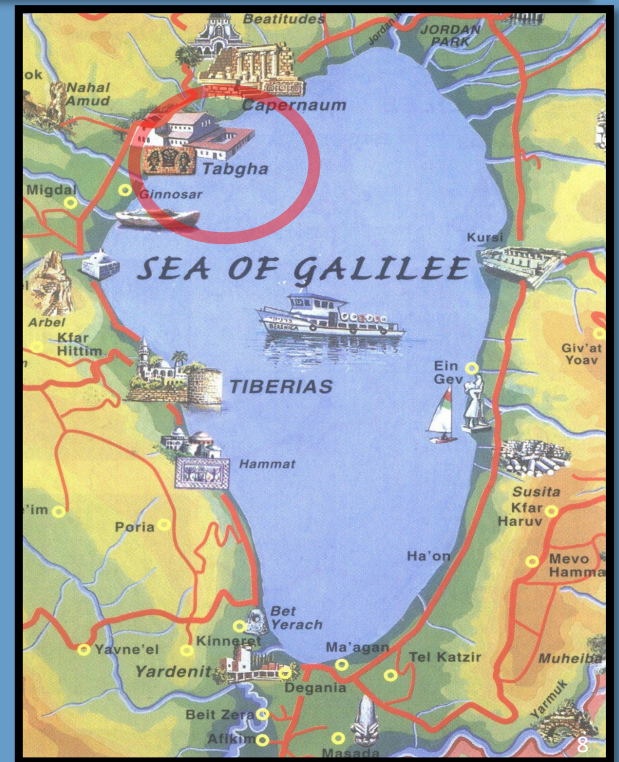 Beatitudes
JORDAN
PARK
ok
Nahal
Amud
Capernaum
Tabgha
Migdal
Ginnosar
Kursi
SEA OF GALILEE
Arbel
Kfar
Hittim
Giv'at
Yoav
Ein
Gev
TIBERIAS
Hammat
Susita
Kfar
Haruv
'im
Poria
Ha'on
Mevo
Hamma
Bet
Yerach
Kinneret
Yavne'el
Ma'agan
Tel Katzir
Muheiba
Yardenit
Degania
Beit Zera
Yarmuk
Afikim
Masada
8